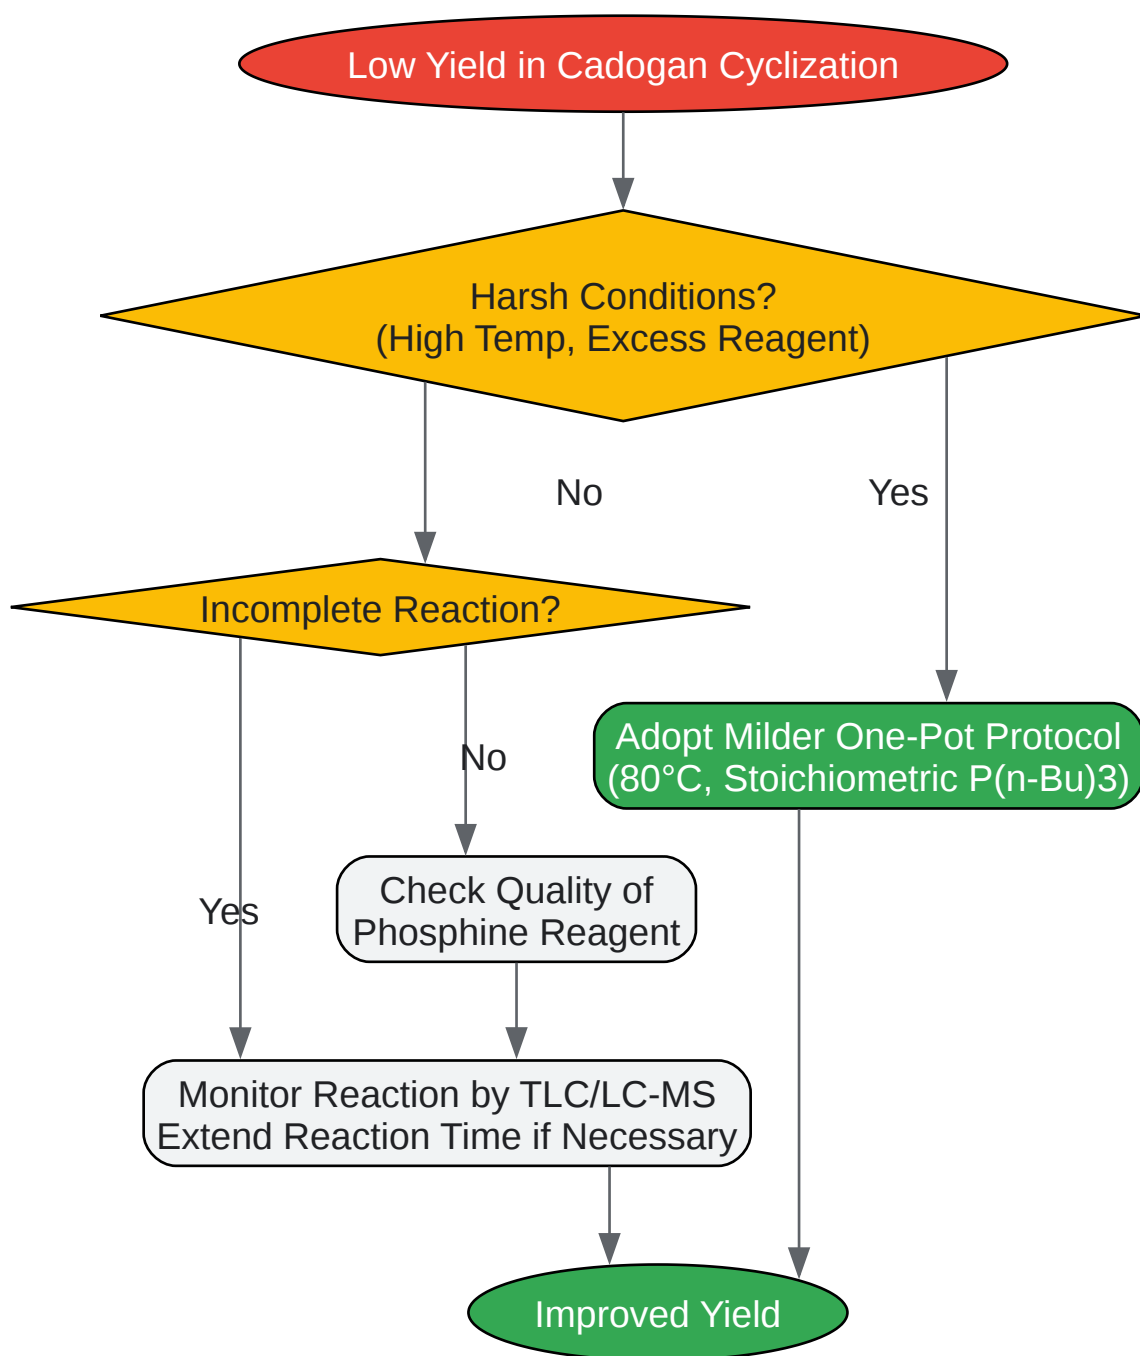 Low Yield in Cadogan Cyclization
Harsh Conditions?
(High Temp, Excess Reagent)
No
Yes
Incomplete Reaction?
Adopt Milder One-Pot Protocol
(80°C, Stoichiometric P(n-Bu)3)
No
Check Quality of
Phosphine Reagent
Yes
Monitor Reaction by TLC/LC-MS
Extend Reaction Time if Necessary
Improved Yield